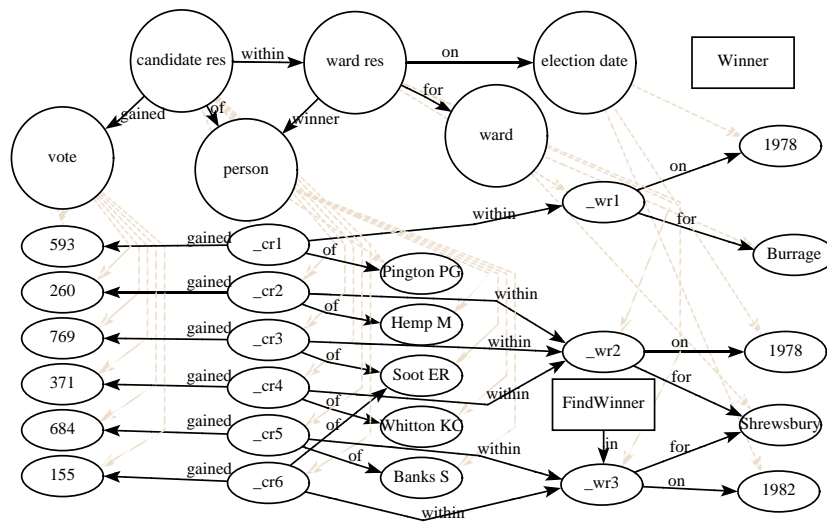 candidate res
within
ward res
on
election date
Winner
gained
of
winner
for
vote
person
ward
1978
on
_wr1
within
for
593
gained
_cr1
of
Pington PG
Burrage
260
gained
_cr2
within
of
Hemp M
769
gained
_cr3
within
_wr2
on
1978
of
Soot ER
for
371
gained
_cr4
within
FindWinner
of
Whitton KC
Shrewsbury
684
gained
_cr5
of
within
in
for
of
Banks S
155
gained
_cr6
_wr3
on
1982
within